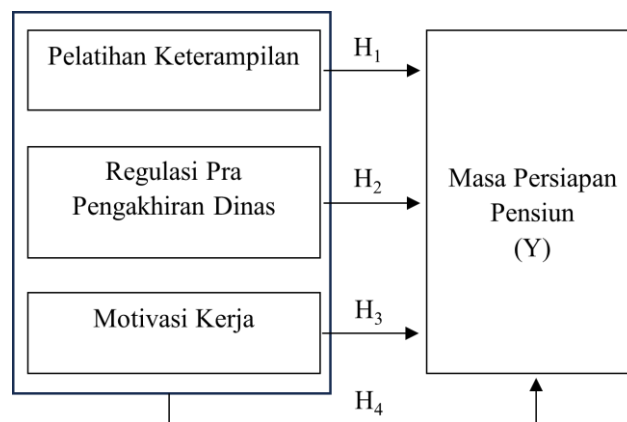 Pelatihan Keterampilan
H₁
Regulasi Pra
Pengakhiran Dinas
H₂
Masa Persiapan
Pensiun
(Y)
Motivasi Kerja
H₃
H₄